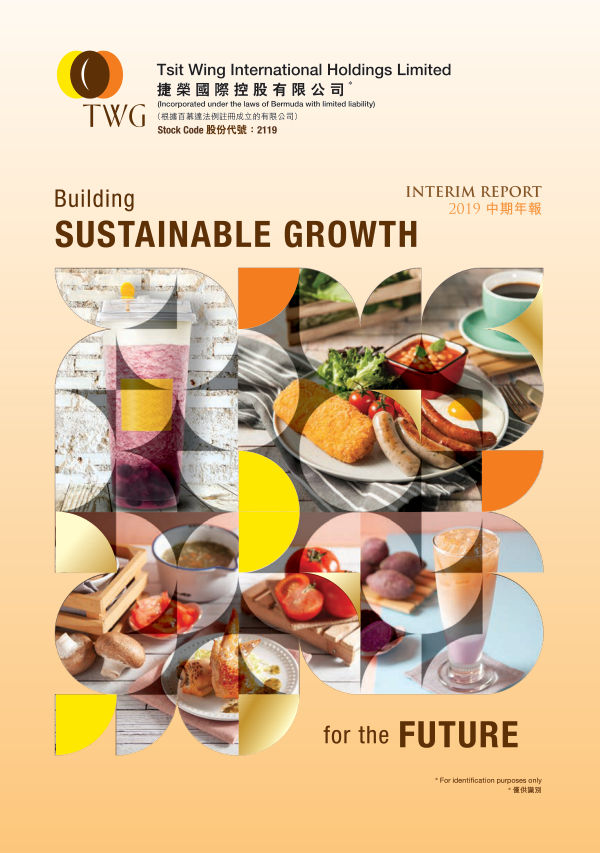 TWG
Tsit Wing International Holdings Limited
捷榮國際控股有限公司*
(Incorporated under the laws of Bermuda with limited liability)
(根據百慕達法例註冊成立的有限公司)
Stock Code 股份代號：2119
INTERIM REPORT
2019 中期年報
Building
SUSTAINABLE GROWTH
for the FUTURE
* For identification purposes only
* 僅供識別